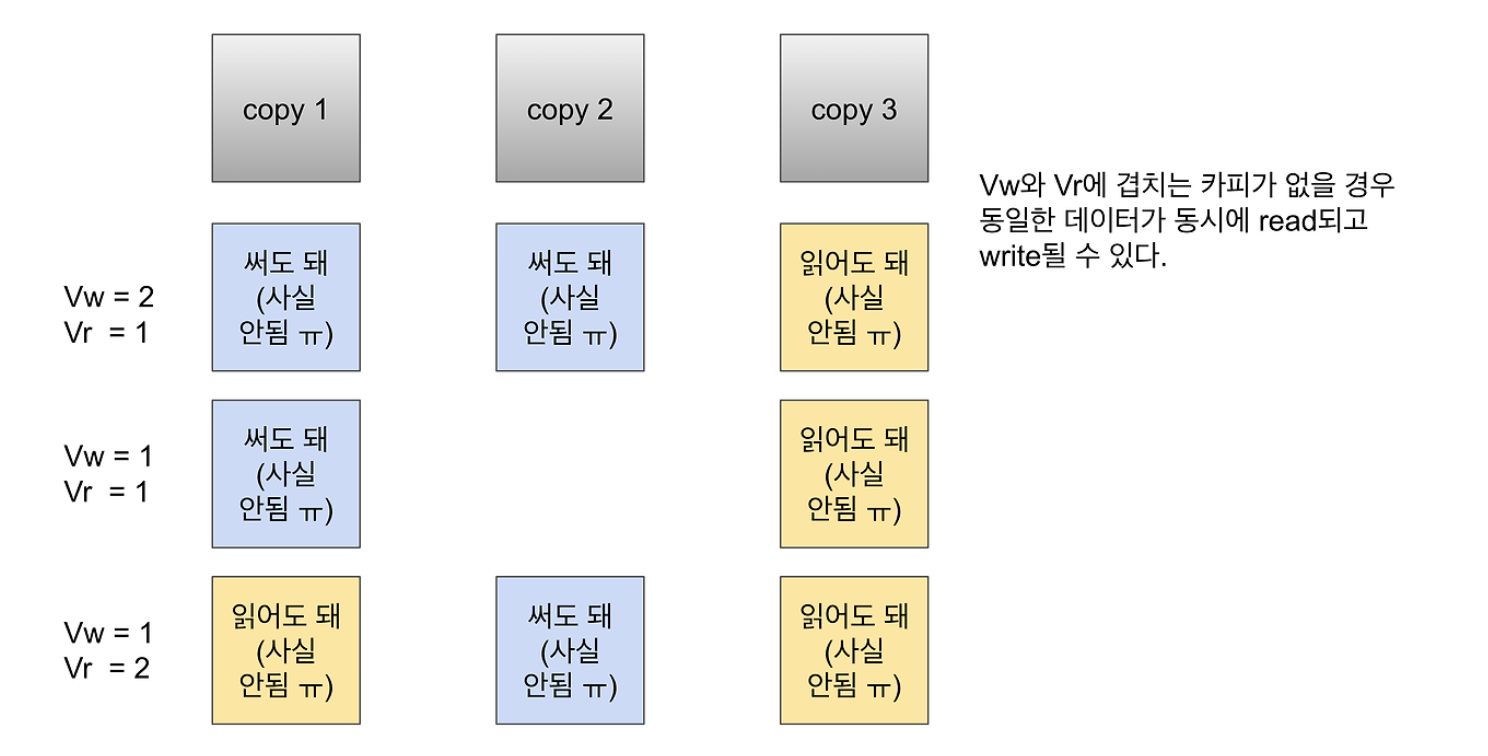 copy 1
copy 2
copy 3
Vw와 Vr에 겹치는 카피가 없을 경우
동일한 데이터가 동시에 read되고
write될 수 있다.
Vw = 2
Vr = 1
써도 돼
(사실
안됨 ㅠ)
써도 돼
(사실
안됨 ㅠ)
읽어도 돼
(사실
안됨 ㅠ)
Vw = 1
Vr = 1
써도 돼
(사실
안됨 ㅠ)
읽어도 돼
(사실
안됨 ㅠ)
Vw = 1
Vr = 2
읽어도 돼
(사실
안됨 ㅠ)
써도 돼
(사실
안됨 ㅠ)
읽어도 돼
(사실
안됨 ㅠ)